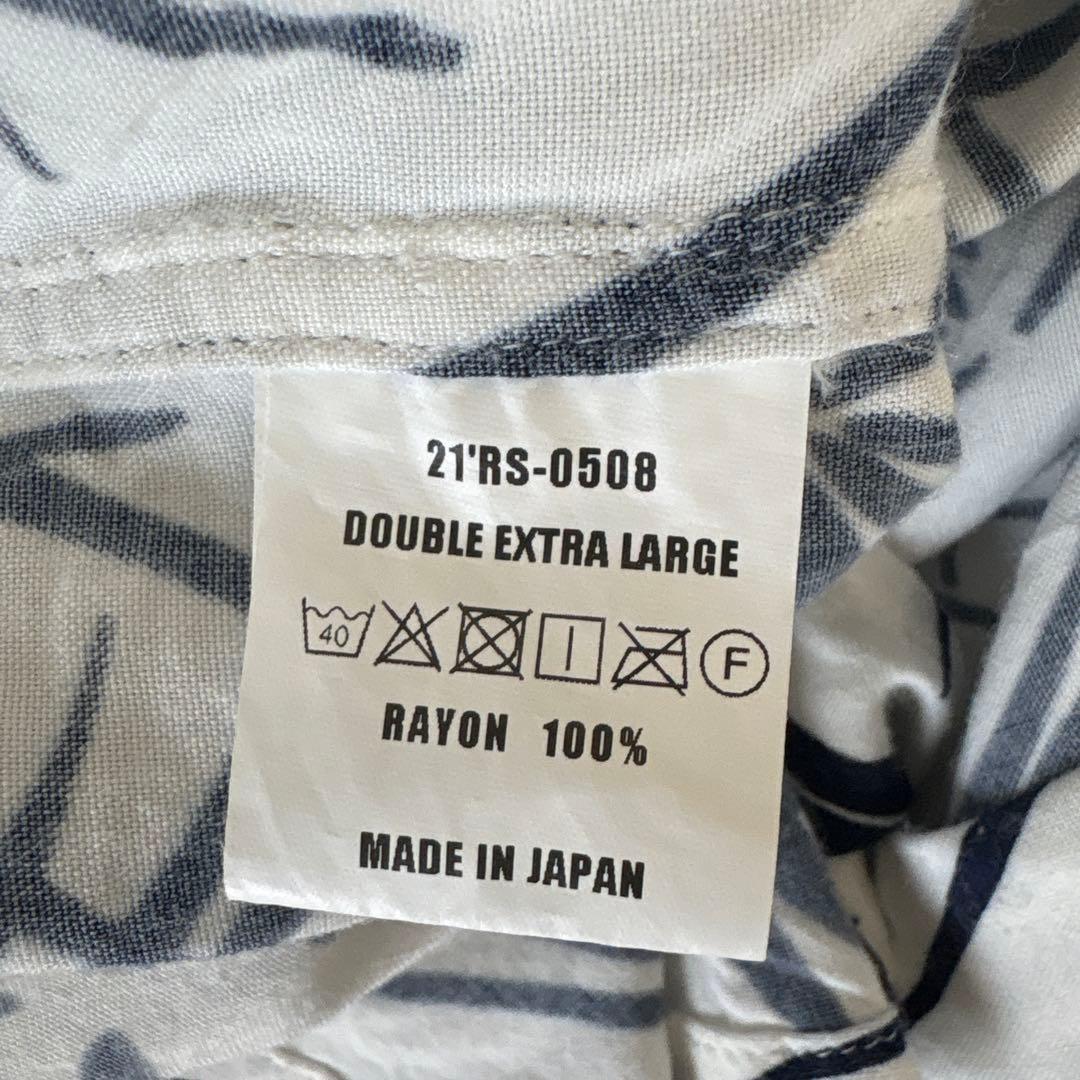 21'RS-0508
DOUBLE EXTRA LARGE
40 F
RAYON 100%
MADE IN JAPAN